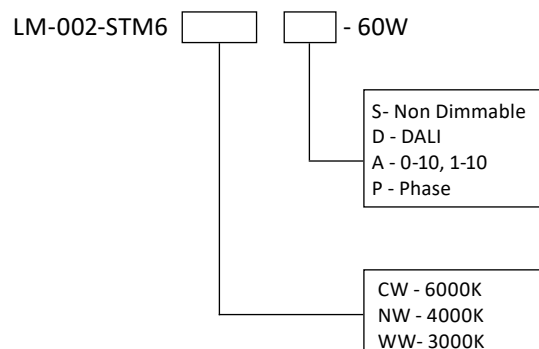 LM-002-STM6 - 60W
S- Non Dimmable
D - DALI
A - 0-10, 1-10
P - Phase
CW - 6000K
NW - 4000K
WW- 3000K